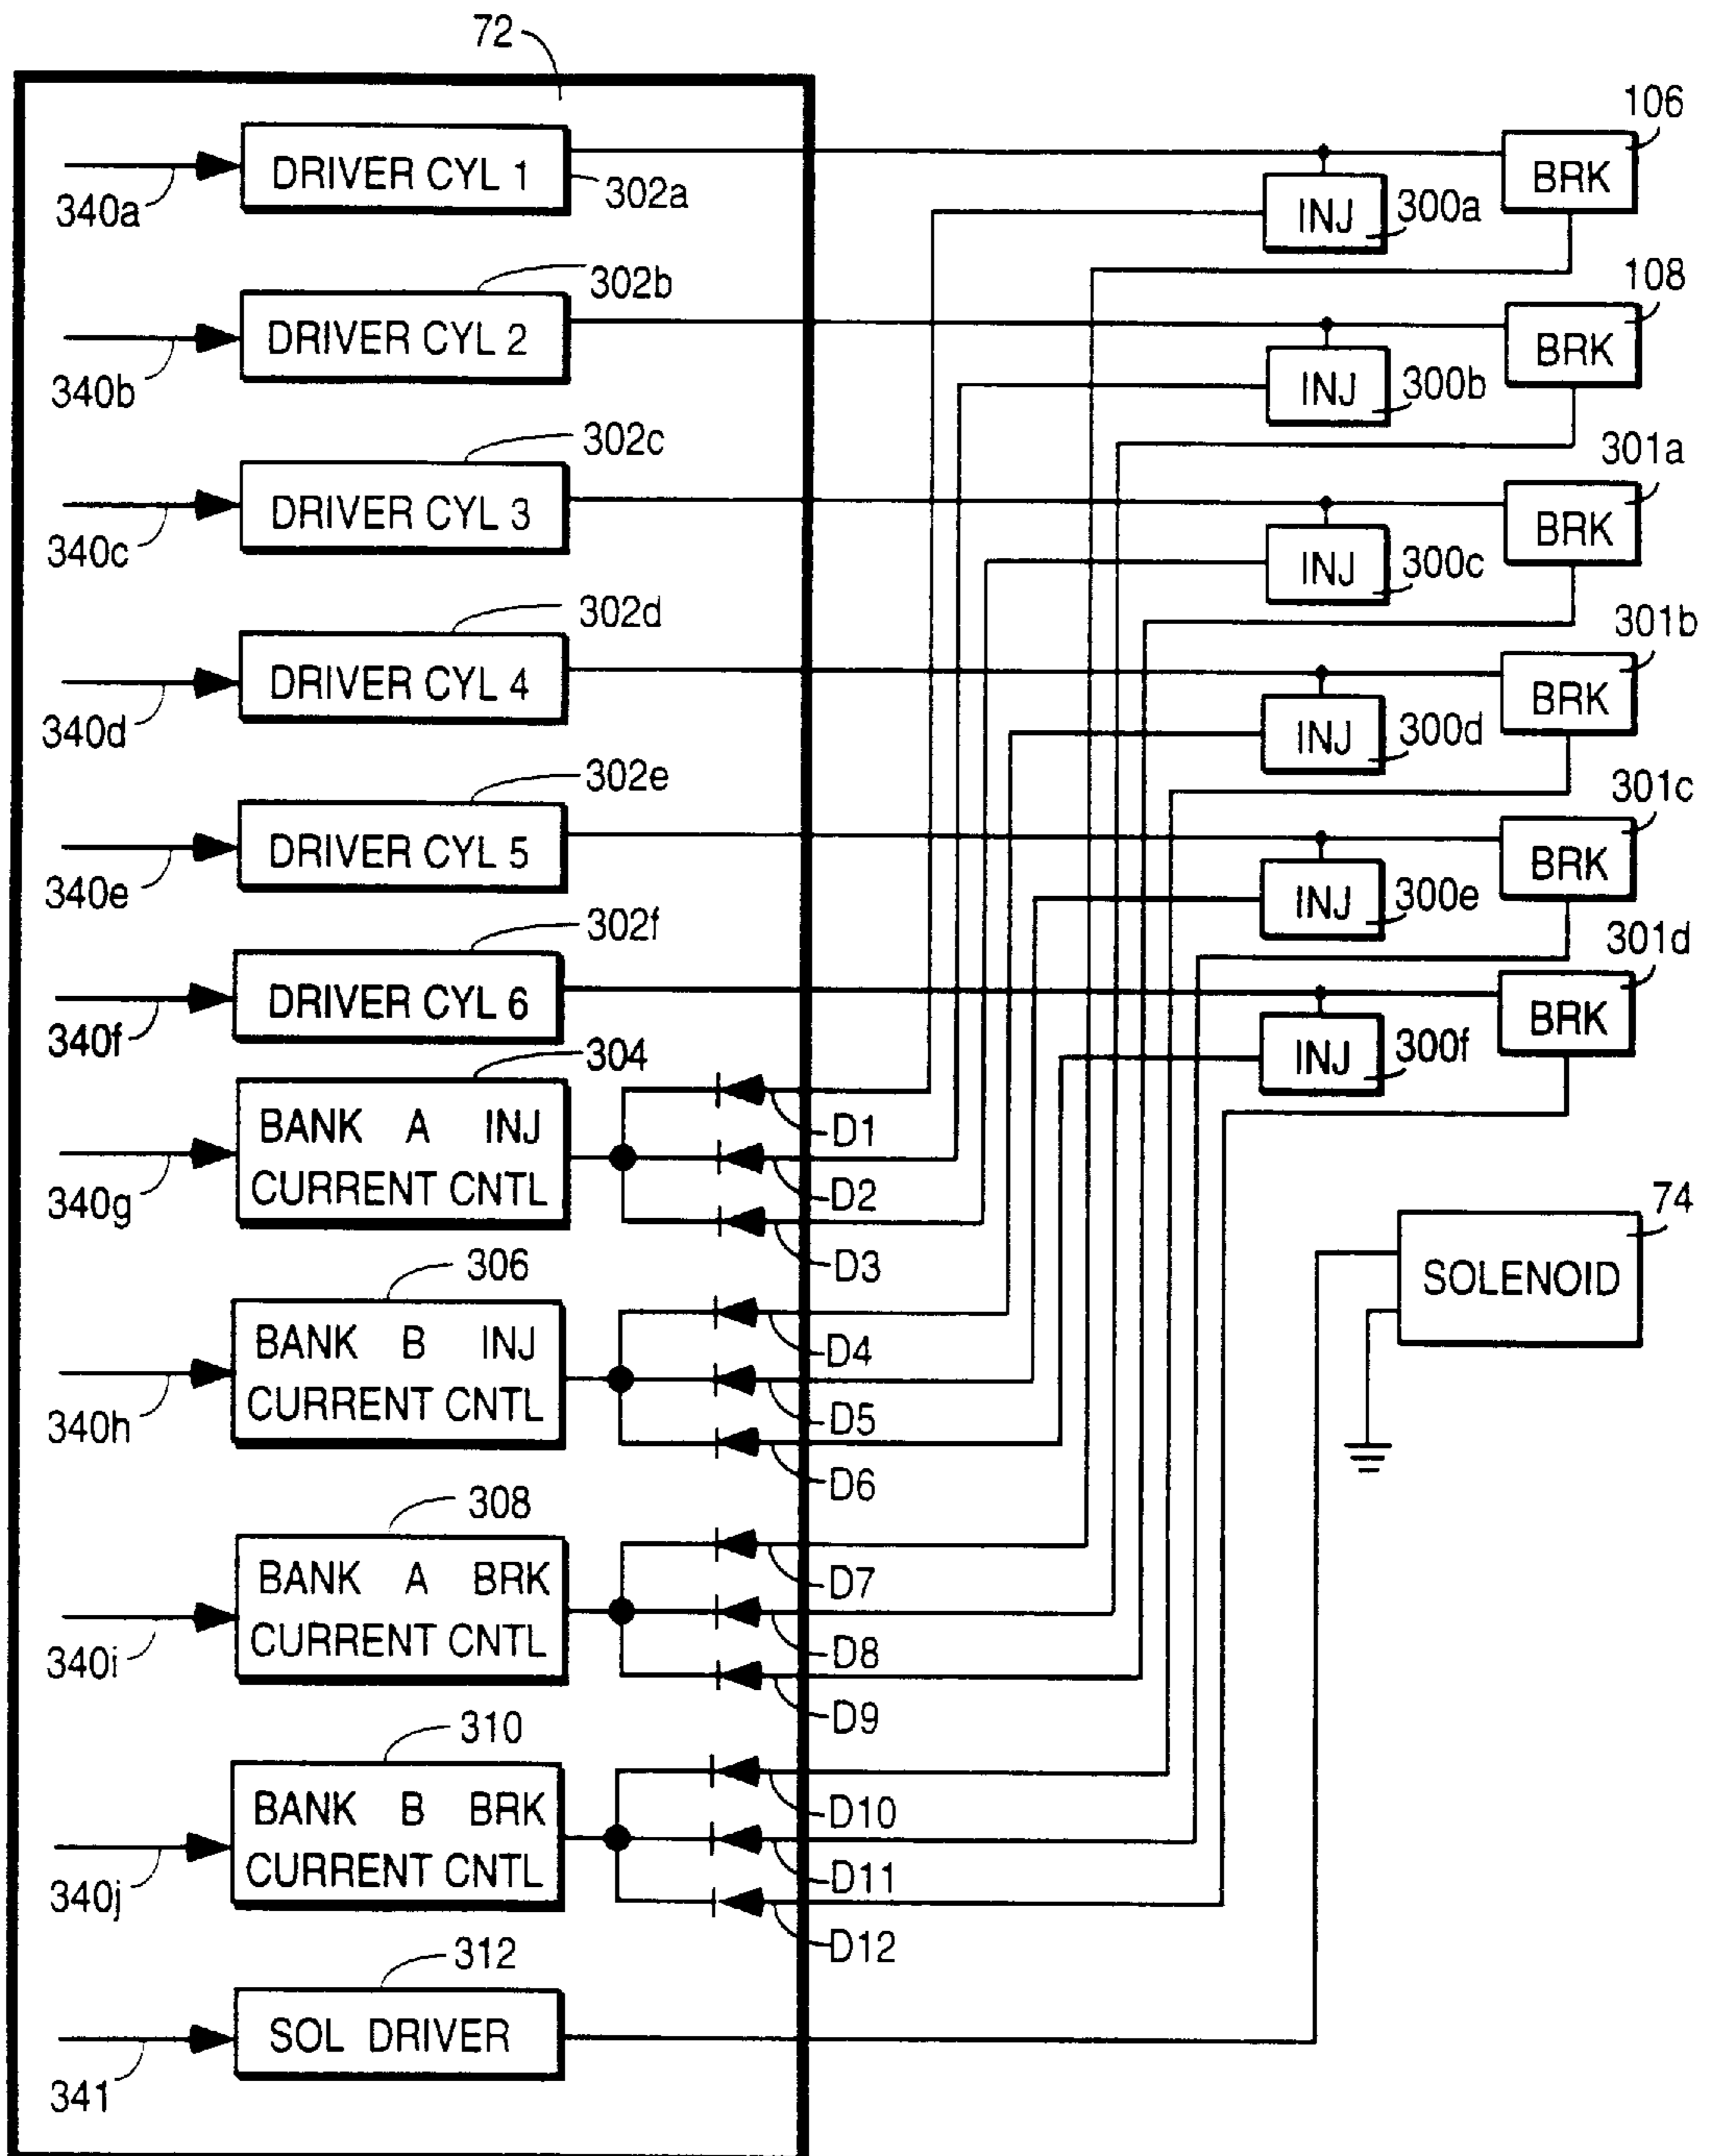 72
DRIVER CYL 1
302a
340a
106
BRK
INJ
300a
302b
DRIVER CYL 2
340b
108
BRK
INJ
300b
302c
DRIVER CYL 3
340c
301a
BRK
INJ
300c
302d
DRIVER CYL 4
340d
301b
BRK
INJ
300d
302e
DRIVER CYL 5
340e
301c
BRK
INJ
300e
302f
DRIVER CYL 6
340f
301d
BRK
INJ
300f
304
BANK A INJ
CURRENT CNTL
340g
D1
D2
D3
74
SOLENOID
306
BANK B INJ
CURRENT CNTL
340h
D4
D5
D6
308
BANK A BRK
CURRENT CNTL
340i
D7
D8
D9
310
BANK B BRK
CURRENT CNTL
340j
D10
D11
D12
312
SOL DRIVER
341